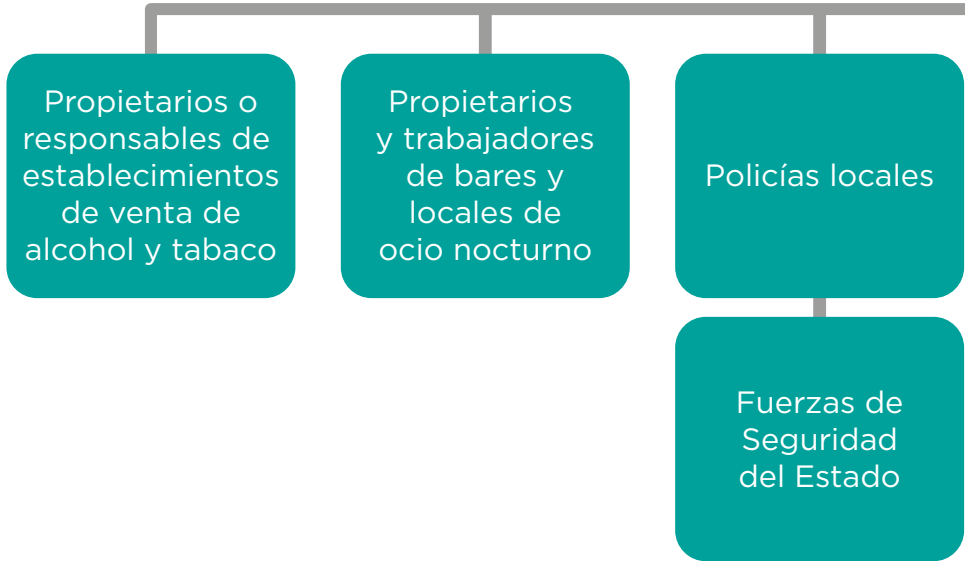 Propietarios o
responsables de
establecimientos
de venta de
alcohol y tabaco
Propietarios
y trabajadores
de bares y
locales de
ocio nocturno
Policías locales
Fuerzas de
Seguridad
del Estado